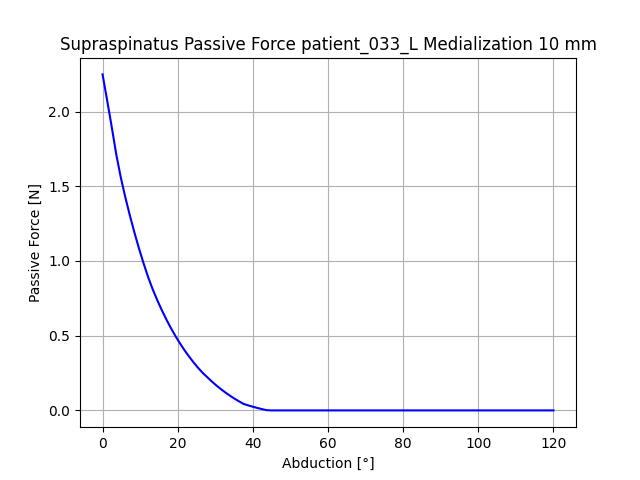 Supraspinatus Passive Force patient_033_L Medialization 10 mm
Passive Force [N]
2.0
1.5
1.0
0.5
0.0
0 20 40 60 80 100 120
Abduction [°]